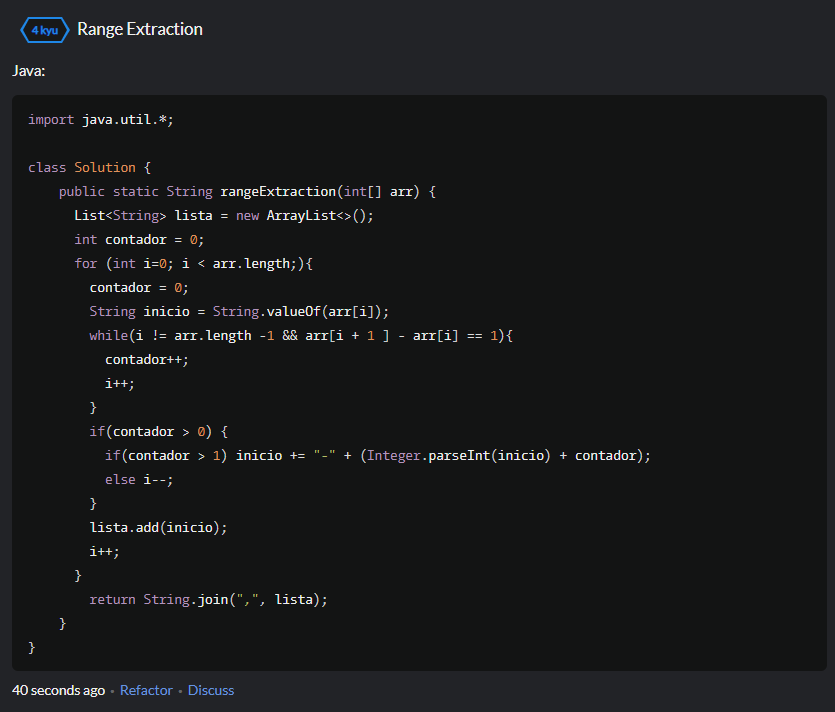 4 kyu Range Extraction
Java:
import java.util.*;
class Solution {
    public static String rangeExtraction(int[] arr) {
      List<String> lista = new ArrayList<>();
      int contador = 0;
      for (int i=0; i < arr.length;){
        contador = 0;
        String inicio = String.valueOf(arr[i]);
        while(i != arr.length -1 && arr[i + 1 ] - arr[i] == 1){
          contador++;
          i++;
        }
        if(contador > 0) {
          if(contador > 1) inicio += "-" + (Integer.parseInt(inicio) + contador);
          else i--;
        }
        lista.add(inicio);
        i++;
      }
        return String.join(",", lista);
    }
}
40 seconds ago • Refactor • Discuss